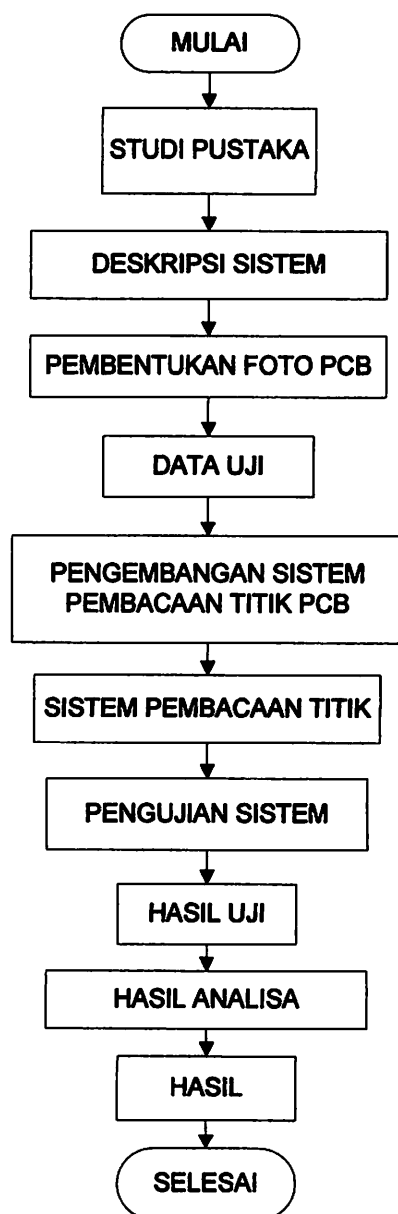 MULAI
STUDI PUSTAKA
DESKRIPSI SISTEM
PEMBENTUKAN FOTO PCB
DATA UJI
PENGEMBANGAN SISTEM
PEMBACAAN TITIK PCB
SISTEM PEMBACAAN TITIK
PENGUJIAN SISTEM
HASIL UJI
HASIL ANALISA
HASIL
SELESAI